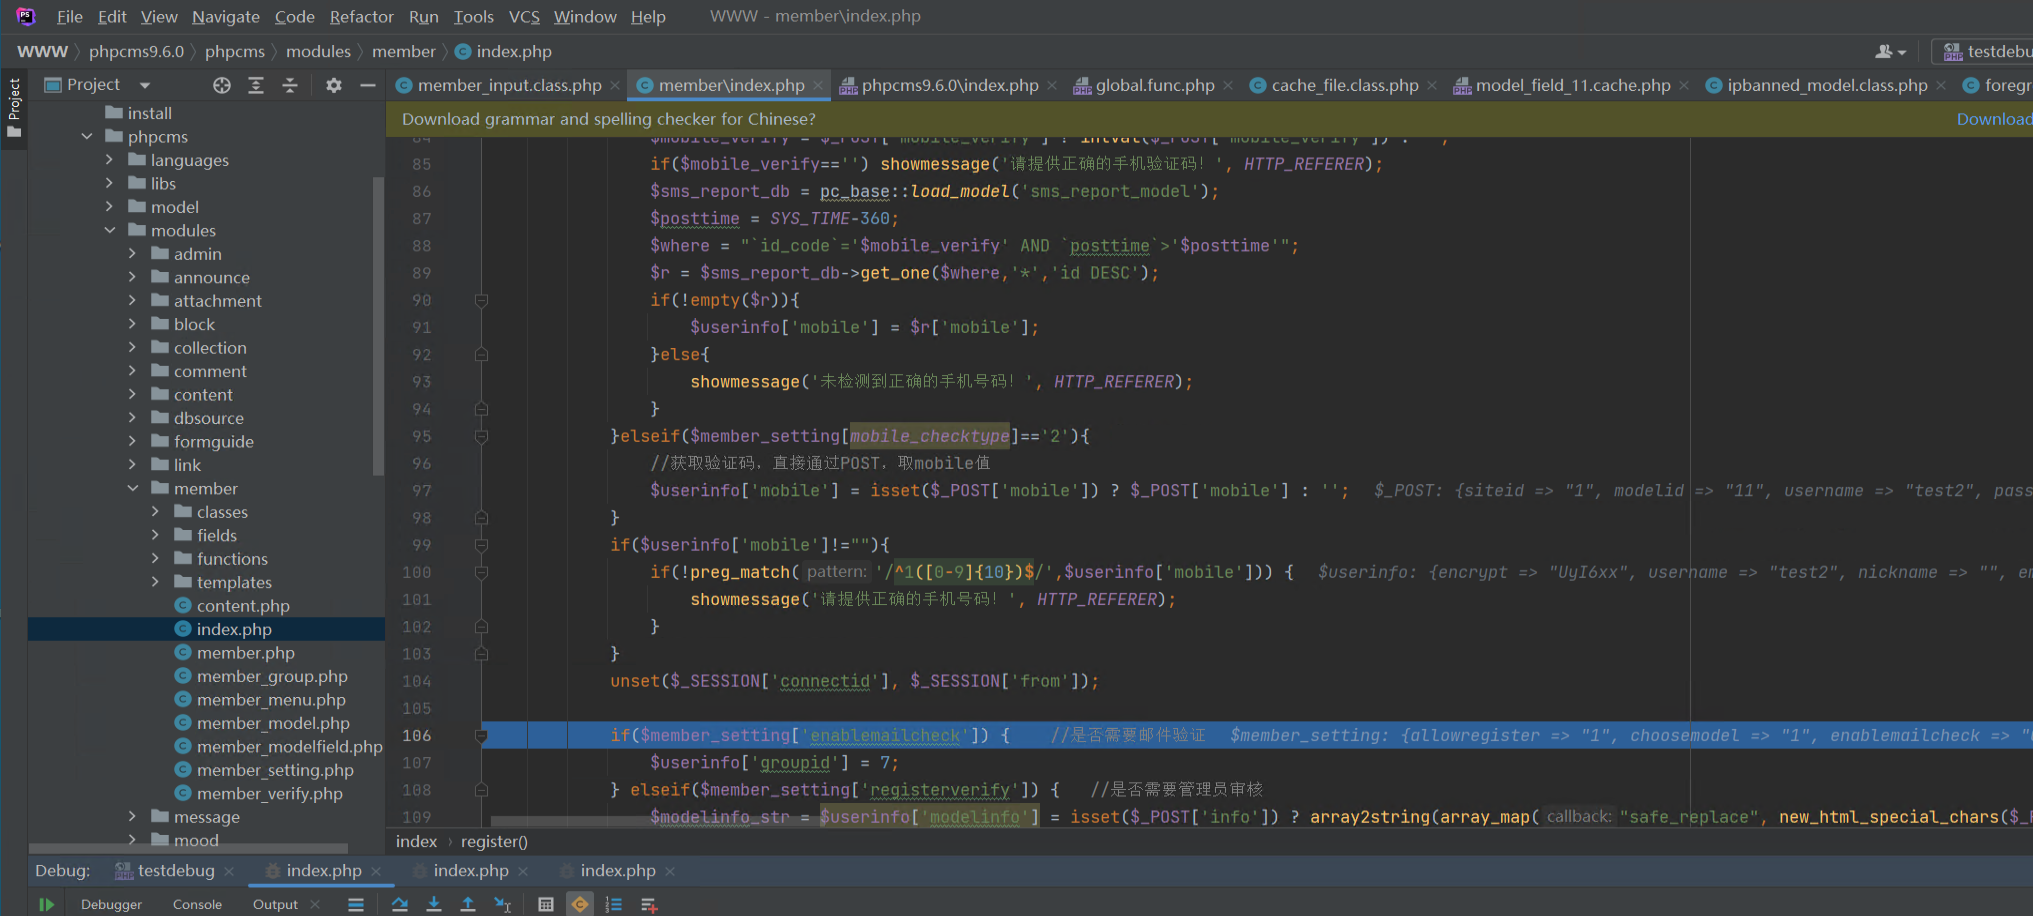 PS File Edit View Navigate Code Refactor Run Tools VCS Window Help WWW - member\index.php
WWW phpcms9.6.0 phpcms modules member index.php
testdebu
Project
Project
member_input.class.php member\index.php phpcms9.6.0\index.php global.func.php cache_file.class.php model_field_11.cache.php ipbanned_model.class.php foregr
Download grammar and spelling checker for Chinese? Download
install
phpcms
languages
libs
model
modules
admin
announce
attachment
block
collection
comment
content
dbsource
formguide
link
member
classes
fields
functions
templates
content.php
index.php
member.php
member_group.php
member_menu.php
member_model.php
member_modelfield.php
member_setting.php
member_verify.php
message
mood
84 $mobile_verify = $_POST['mobile_verify'] ? intval($_POST['mobile_verify']) : '';
85 if($mobile_verify=='') showmessage('请提供正确的手机验证码！', HTTP_REFERER);
86 $sms_report_db = pc_base::load_model('sms_report_model');
87 $posttime = SYS_TIME-360;
88 $where = "`id_code`='$mobile_verify' AND `posttime`>'$posttime'";
89 $r = $sms_report_db->get_one($where,'*','id DESC');
90 if(!empty($r)){
91 $userinfo['mobile'] = $r['mobile'];
92 }else{
93 showmessage('未检测到正确的手机号码！', HTTP_REFERER);
94 }
95 }elseif($member_setting[mobile_checktype]=='2'){
96 //获取验证码，直接通过POST，取mobile值
97 $userinfo['mobile'] = isset($_POST['mobile']) ? $_POST['mobile'] : ''; $_POST: {siteid => "1", modelid => "11", username => "test2", pass
98 }
99 if($userinfo['mobile']!=""){
100 if(!preg_match( pattern: '/^1([0-9]{10})$/',$userinfo['mobile'])) { $userinfo: {encrypt => "UyI6xx", username => "test2", nickname => "", em
101 showmessage('请提供正确的手机号码！', HTTP_REFERER);
102 }
103 }
104 unset($_SESSION['connectid'], $_SESSION['from']);
105
106 if($member_setting['enablemailcheck']) { //是否需要邮件验证 $member_setting: {allowregister => "1", choosemodel => "1", enablemailcheck => "0
107 $userinfo['groupid'] = 7;
108 } elseif($member_setting['registerverify']) { //是否需要管理员审核
109 $modelinfo_str = $userinfo['modelinfo'] = isset($_POST['info']) ? array2string(array_map( callback: "safe_replace", new_html_special_chars($_P
index register()
Debug: testdebug index.php index.php index.php
Debugger Console Output